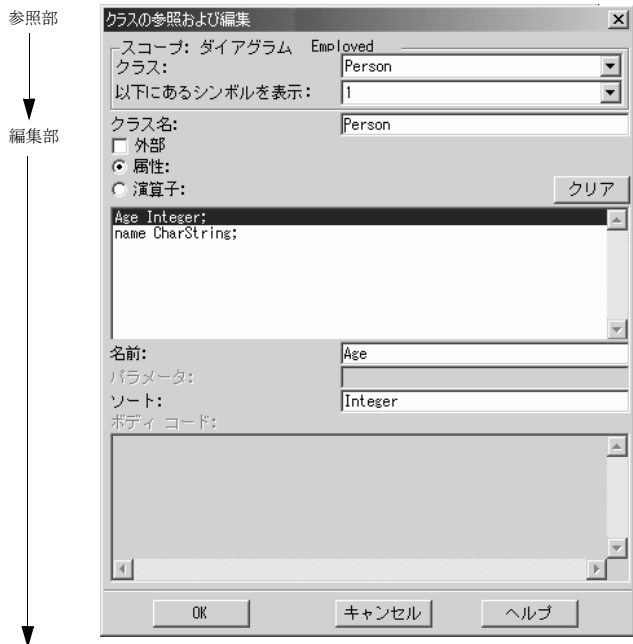 参照部
編集部
クラスの参照および編集
スコープ: ダイアグラム Employed
クラス:
Person
以下にあるシンボルを表示:
1
クラス名:
Person
外部
属性:
演算子:
クリア
Age Integer;
name CharString;
名前:
Age
パラメータ:
ソート:
Integer
ボディ コード:
OK
キャンセル
ヘルプ